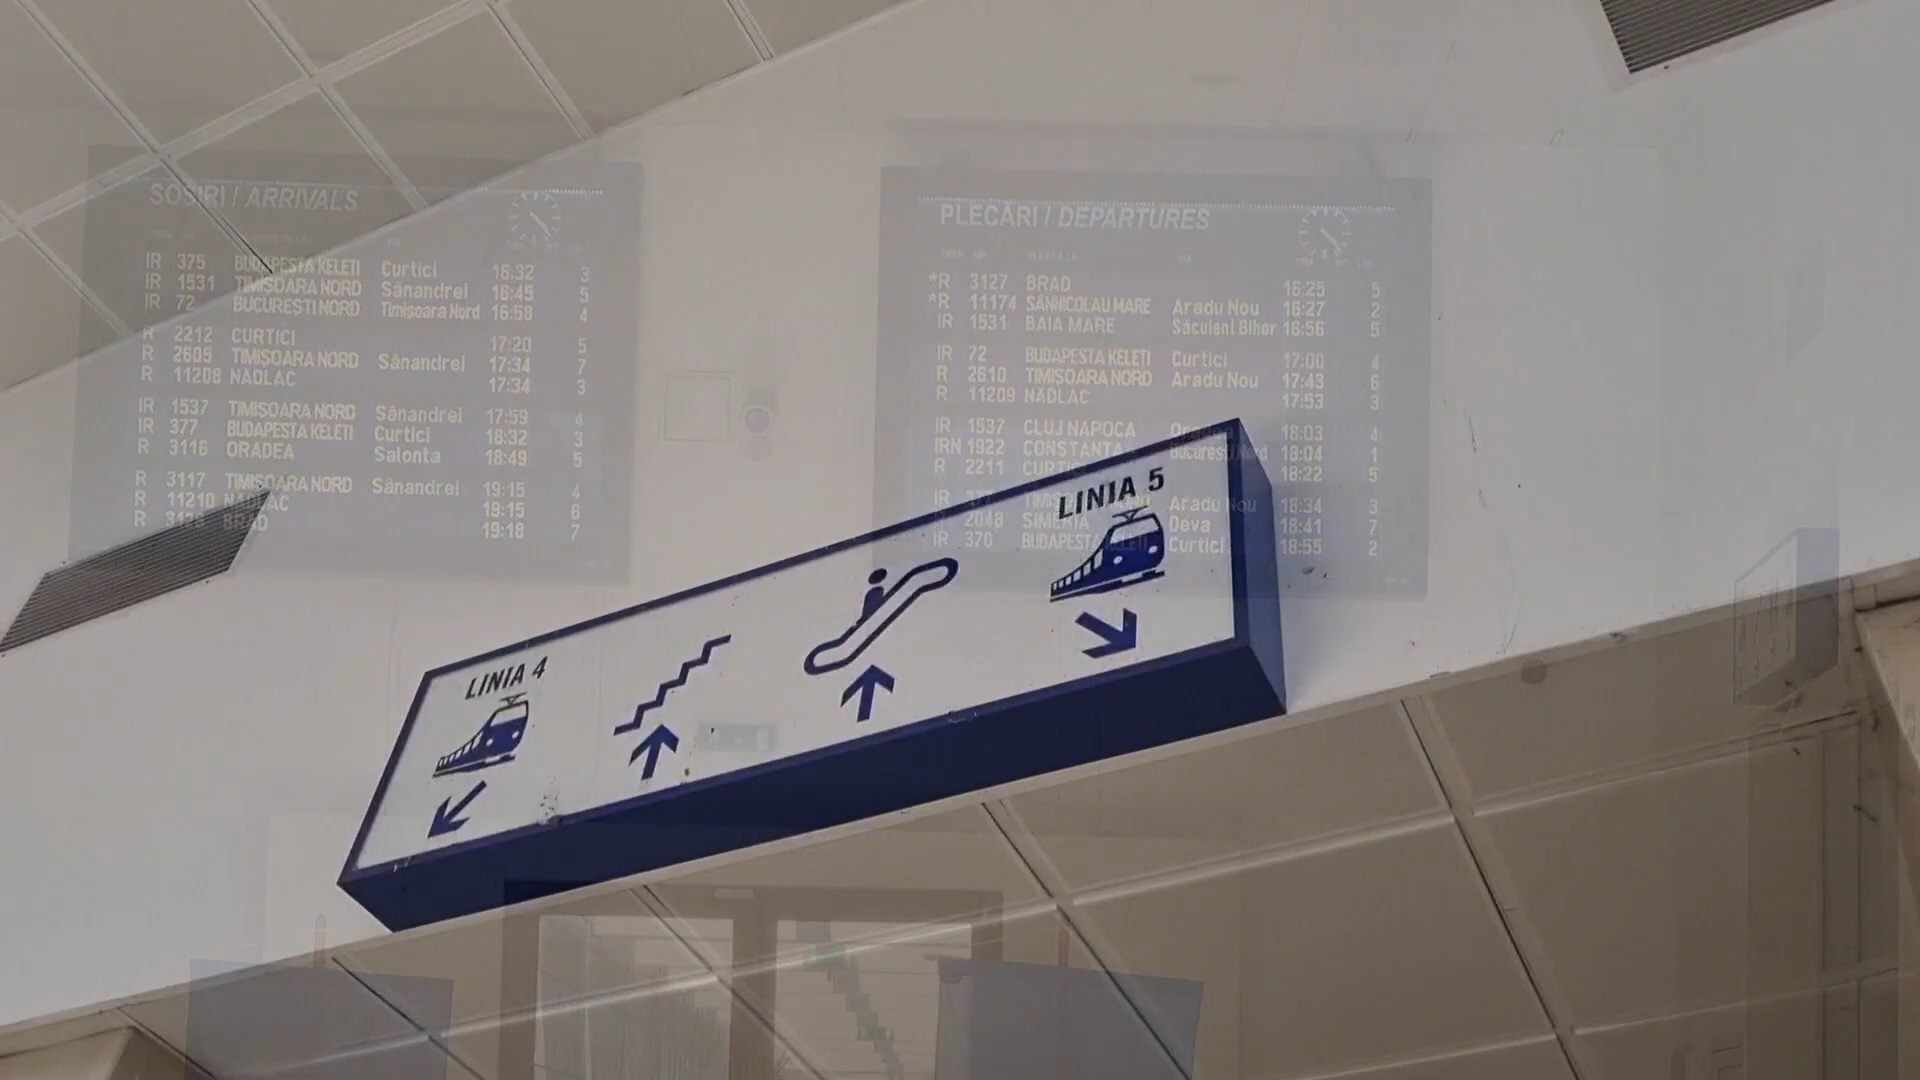 SOSIRI / ARRIVALS
IR 375 BUDAPESTA KELETI Curtici 16:32 3
IR 1531 TIMIȘOARA NORD Sânandrei 16:45 5
IR 72 BUCUREȘTI NORD Timișoara Nord 16:58 4
R 2212 CURTICI 17:20 5
R 2605 TIMIȘOARA NORD Sânandrei 17:34 7
R 11208 NĂDLAC 17:34 3
IR 1537 TIMIȘOARA NORD Sânandrei 17:59 4
IR 377 BUDAPESTA KELETI Curtici 18:32 3
R 3116 ORADEA Salonta 18:49 5
R 3117 TIMIȘOARA NORD Sânandrei 19:15 4
R 11210 NĂDLAC 19:15 6
R BRAD 19:18 7
PLECĂRI / DEPARTURES
*R 3127 BRAD 16:25 5
*R 11174 SÂNNICOLAU MARE Aradu Nou 16:27 2
IR 1531 BAIA MARE Săcuieni Bihor 16:56 5
IR 72 BUDAPESTA KELETI Curtici 17:00 4
R 2610 TIMIȘOARA NORD Aradu Nou 17:43 6
R 11209 NĂDLAC 17:53 3
IR 1537 CLUJ NAPOCA Oradea 18:03 4
IRN 1922 CONSTANȚA București Nord 18:04 1
R 2211 CURTICI 18:22 5
IR Aradu Nou 18:34 3
R 2048 SIMERIA Deva 18:41 7
IR 370 BUDAPESTA KELETI Curtici 18:55 2
LINIA 4
LINIA 5